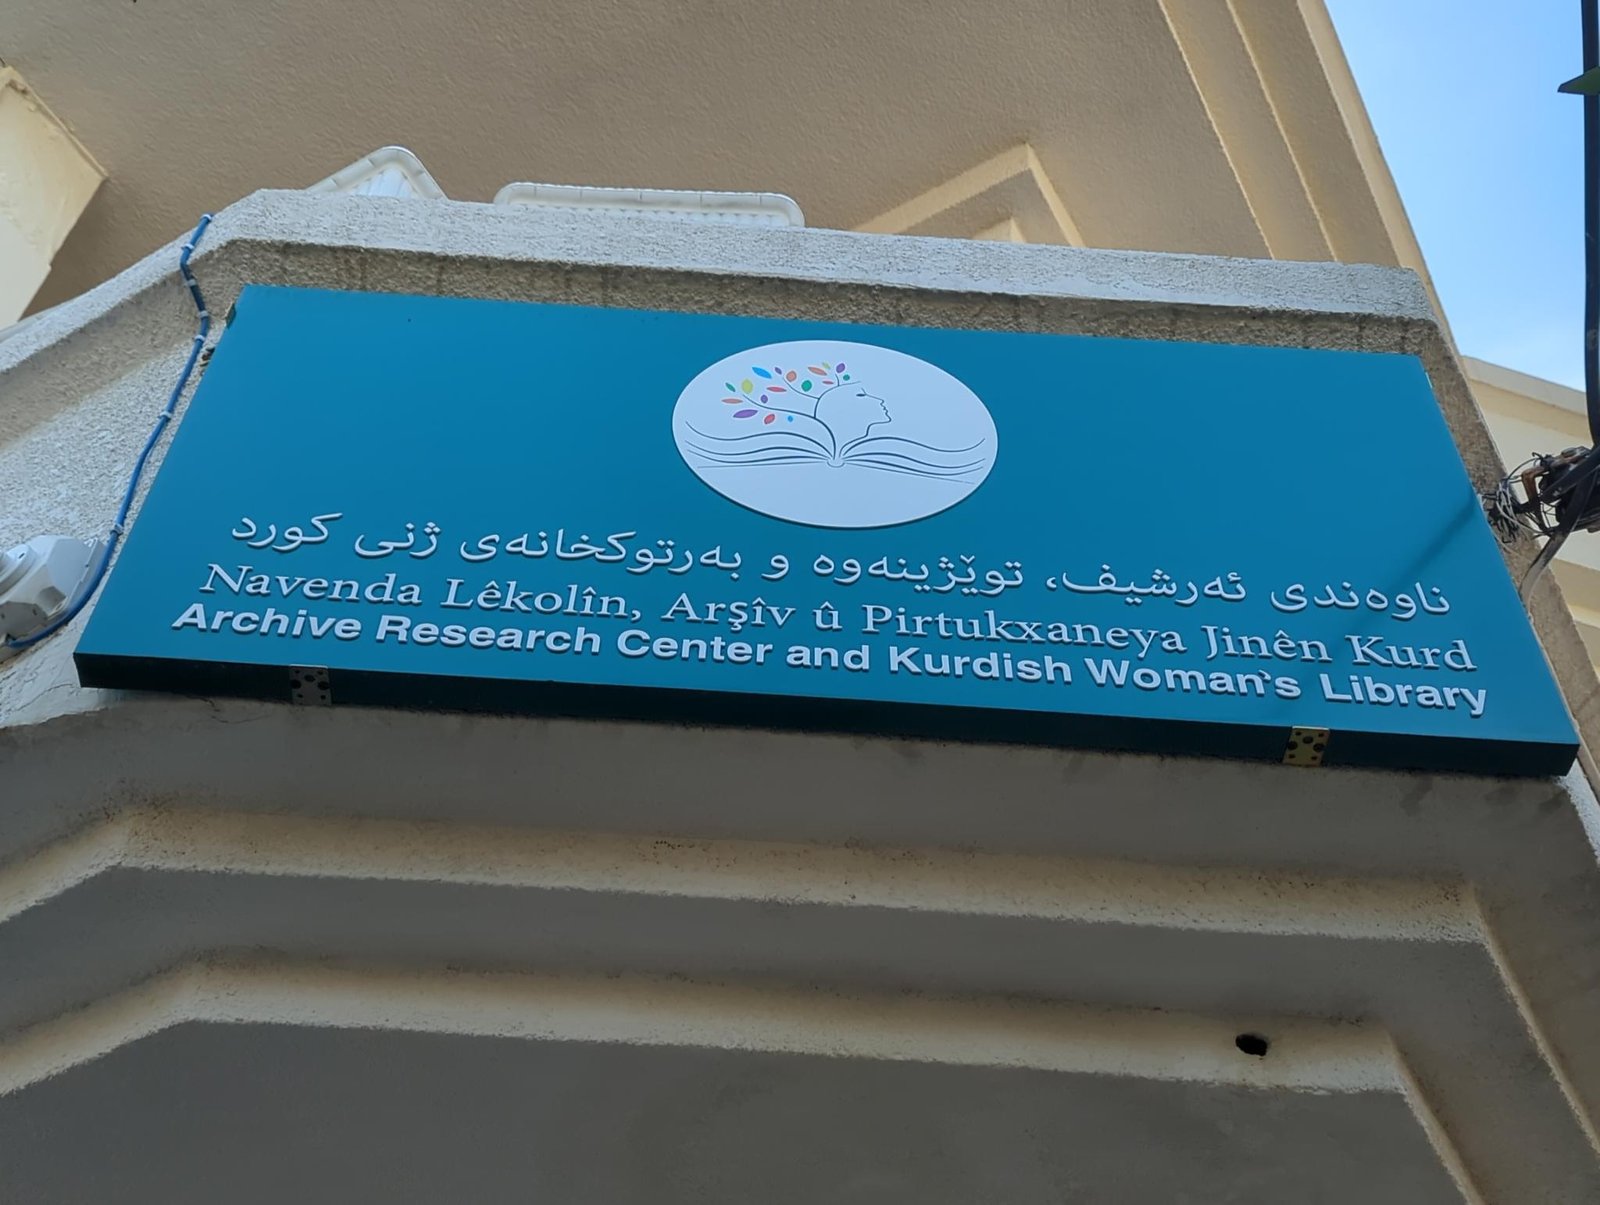 ناوەندی ئەرشیف، توێژینەوە و بەرتوکخانەی ژنی کورد
Navenda Lêkolîn, Arşîv û Pirtukxaneya Jinên Kurd
Archive Research Center and Kurdish Woman's Library